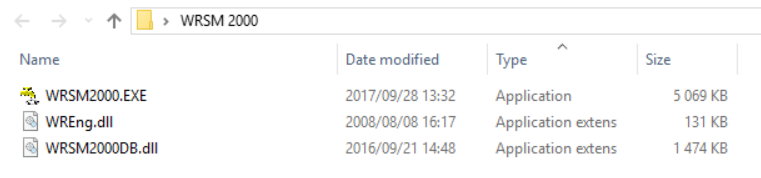 WRSM 2000
Name Date modified Type Size
WRSM2000.EXE 2017/09/28 13:32 Application 5 069 KB
WREng.dll 2008/08/08 16:17 Application extens 131 KB
WRSM2000DB.dll 2016/09/21 14:48 Application extens 1 474 KB